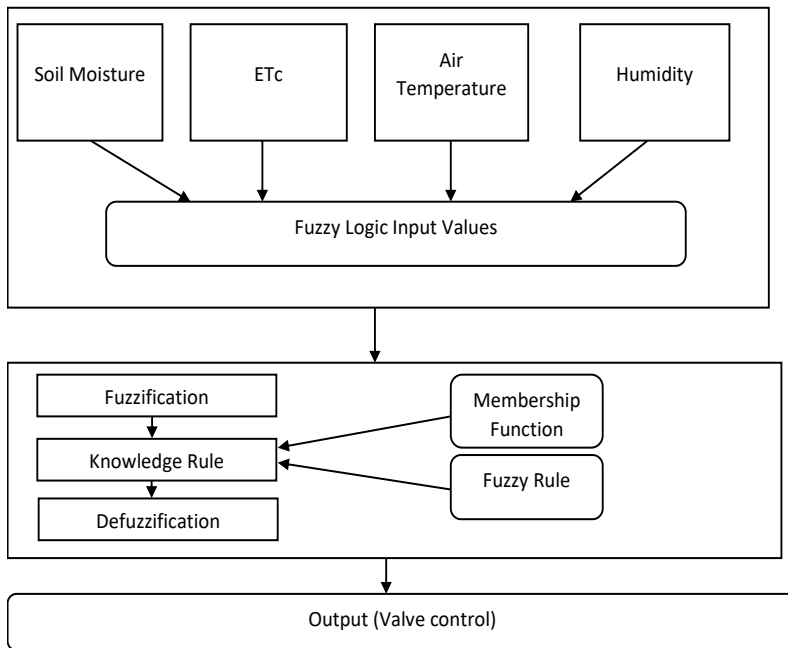 Soil Moisture
ETc
Air
Temperature
Humidity
Fuzzy Logic Input Values
Fuzzification
Knowledge Rule
Defuzzification
Membership
Function
Fuzzy Rule
Output (Valve control)